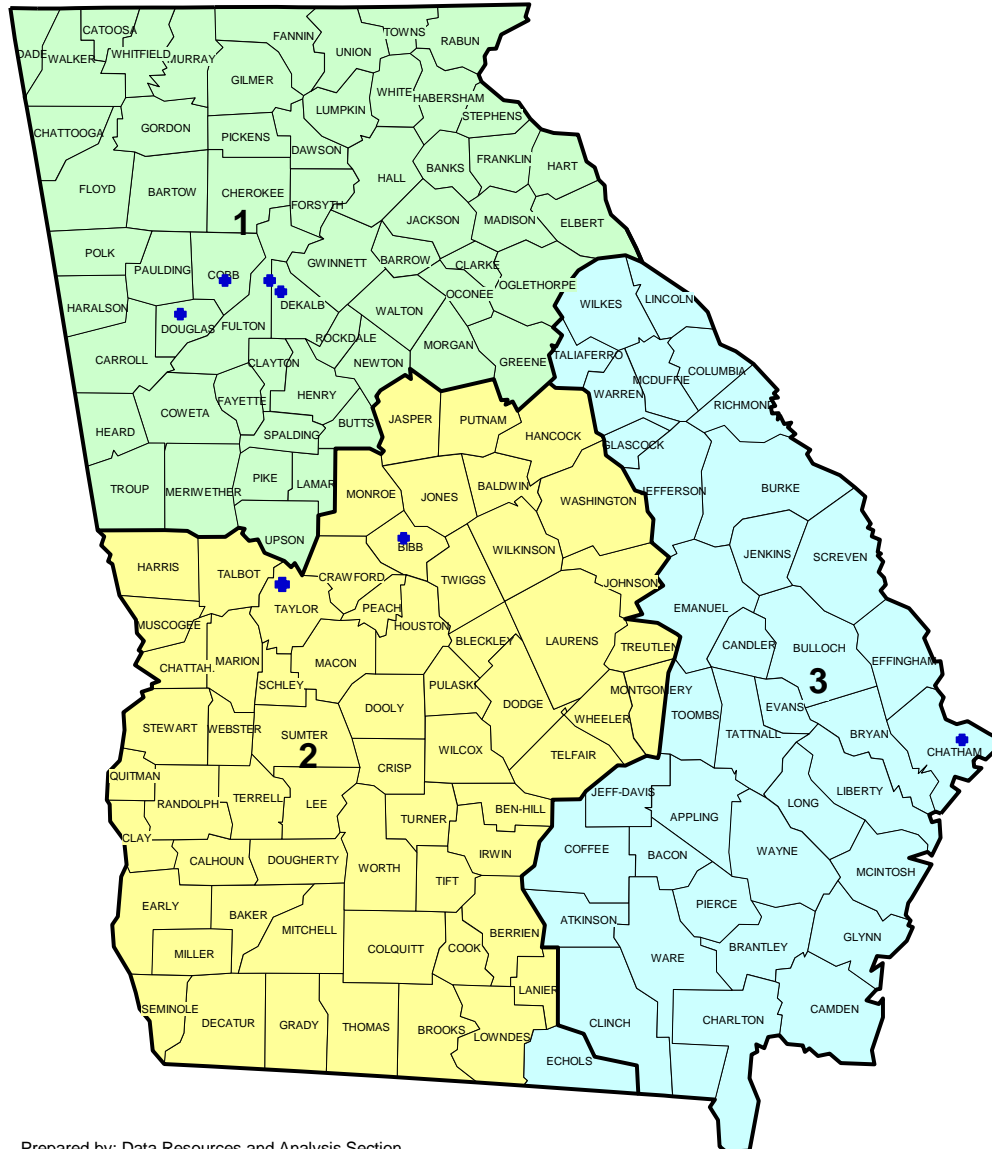 CATOOSA
FANNIN
TOWNS
UNION
RABUN
DADE
WALKER
WHITFIELD
MURRAY
GILMER
WHITE
HABERSHAM
LUMPKIN
STEPHENS
CHATTOOGA
GORDON
PICKENS
DAWSON
FRANKLIN
HART
BANKS
HALL
FLOYD
BARTOW
CHEROKEE
FORSYTH
JACKSON
MADISON
ELBERT
1
POLK
PAULDING
COBB
GWINNETT
BARROW
CLARKE
OGLETHORPE
OCONEE
WILKES
LINCOLN
HARALSON
DEKALB
WALTON
DOUGLAS
FULTON
ROCKDALE
MORGAN
CARROLL
CLAYTON
NEWTON
GREENE
TALIAFERRO
COLUMBIA
MCDUFFIE
WARREN
RICHMOND
HENRY
FAYETTE
COWETA
BUTTS
JASPER
PUTNAM
HANCOCK
HEARD
SPALDING
GLASCOCK
TROUP
MERIWETHER
PIKE
LAMAR
MONROE
JONES
BALDWIN
WASHINGTON
JEFFERSON
BURKE
UPSON
BIBB
WILKINSON
JENKINS
SCREVEN
HARRIS
TALBOT
CRAWFORD
TWIGGS
JOHNSON
TAYLOR
PEACH
EMANUEL
MUSCOGEE
HOUSTON
BLECKLEY
LAURENS
TREUTLEN
CANDLER
BULLOCH
EFFINGHAM
CHATTAH.
MARION
MACON
SCHLEY
PULASKI
MONTGOMERY
3
DODGE
DOOLY
EVANS
TOOMBS
WHEELER
STEWART
WEBSTER
SUMTER
TATTNALL
BRYAN
2
WILCOX
TELFAIR
CHATHAM
CRISP
QUITMAN
RANDOLPH
TERRELL
LEE
JEFF-DAVIS
LIBERTY
LONG
TURNER
BEN-HILL
APPLING
CLAY
CALHOUN
DOUGHERTY
IRWIN
COFFEE
BACON
WAYNE
WORTH
TIFT
MCINTOSH
EARLY
BAKER
PIERCE
MITCHELL
ATKINSON
BERRIEN
GLYNN
MILLER
COLQUITT
COOK
BRANTLEY
WARE
LANIER
SEMINOLE
DECATUR
GRADY
THOMAS
BROOKS
LOWNDES
CLINCH
CHARLTON
CAMDEN
ECHOLS
Prepared by: Data Resources and Analysis Section